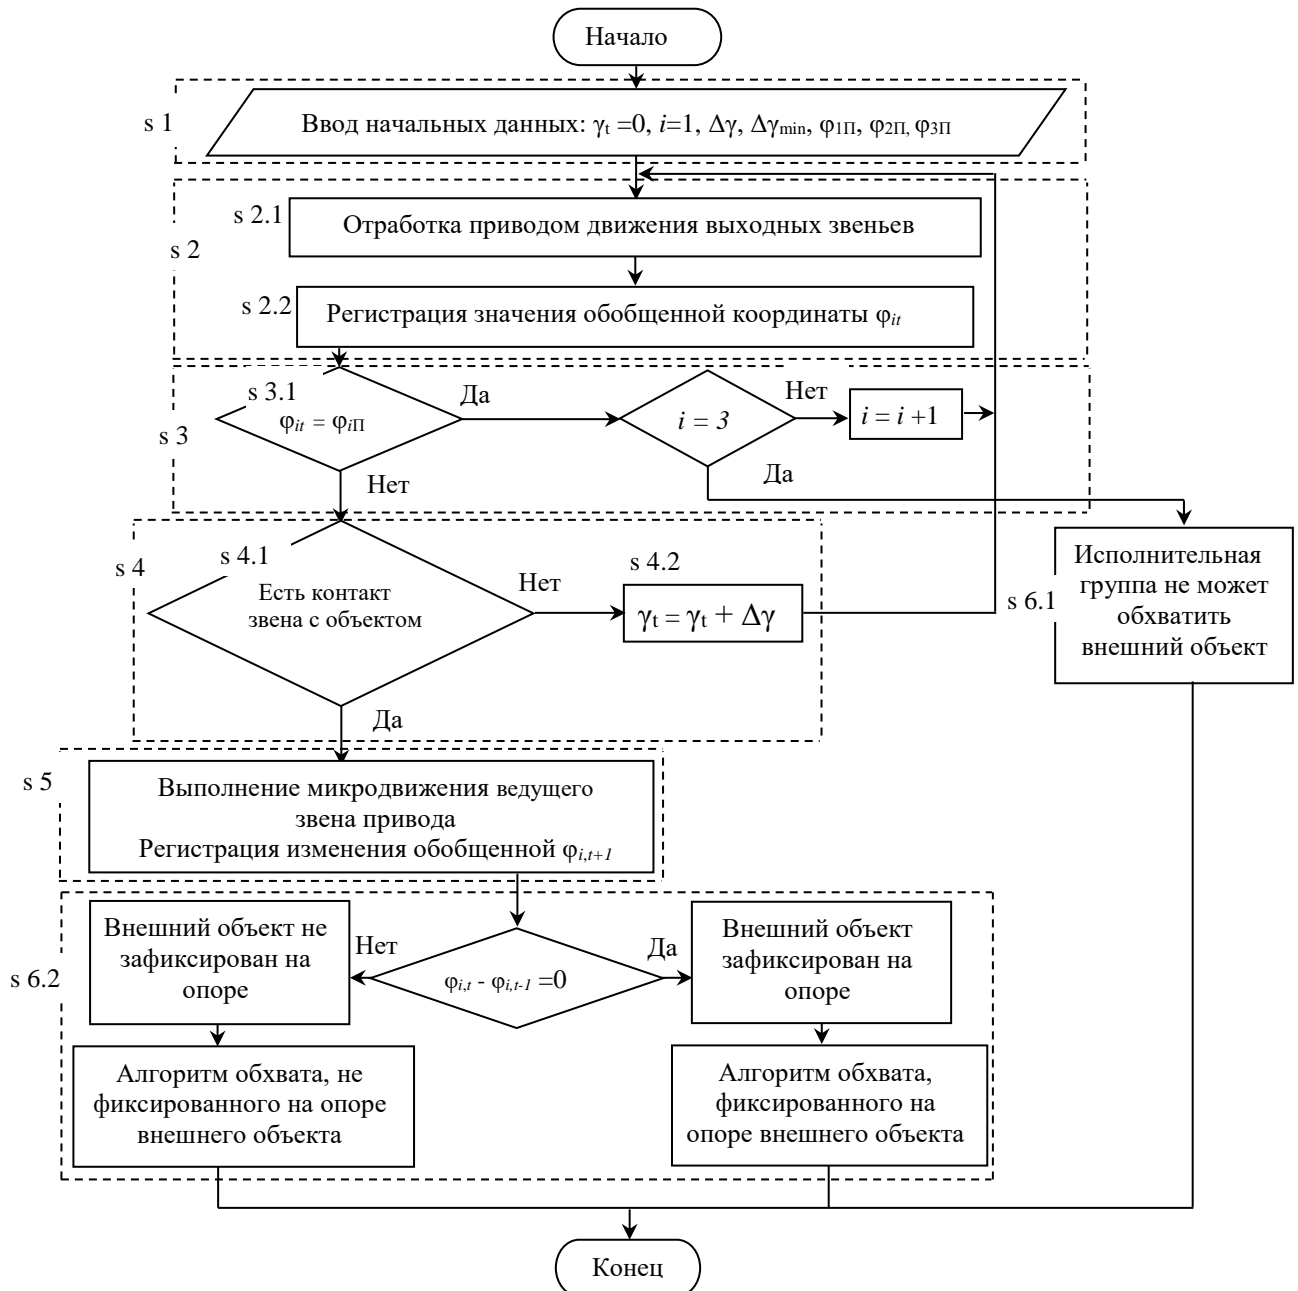 Начало
s 1
Ввод начальных данных: γt =0, i=1, Δγ, Δγmin, φ1П, φ2П, φ3П
s 2.1
Отработка приводом движения выходных звеньев
s 2
s 2.2
Регистрация значения обобщенной координаты φit
s 3.1
Да
Нет
φit = φiП
i = 3
i = i +1
s 3
Нет
Да
s 4.1
s 4.2
s 4
Есть контакт
звена с объектом
Нет
γt = γt + Δγ
Да
s 6.1
Исполнительная
группа не может
обхватить
внешний объект
s 5
Выполнение микродвижения ведущего
звена привода
Регистрация изменения обобщенной φi,t+1
s 6.2
Внешний объект не
зафиксирован на
опоре
Нет
φi,t - φi,t-1 =0
Да
Внешний объект
зафиксирован на
опоре
Алгоритм обхвата, не
фиксированного на опоре
внешнего объекта
Алгоритм обхвата,
фиксированного на
опоре внешнего объекта
Конец